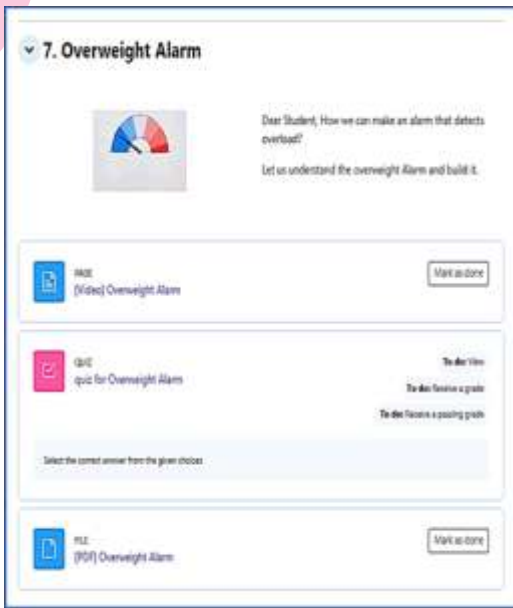 7. Overweight Alarm
Dear Student, How we can make an alarm that detects
overload?
Let us understand the overweight Alarm and build it.
PAGE
[Video] Overweight Alarm
Mark as done
QUIZ
quiz for Overweight Alarm
To do: View
To do: Receive a grade
To do: Receive a passing grade
Select the correct answer from the given choices
FILE
[PDF] Overweight Alarm
Mark as done